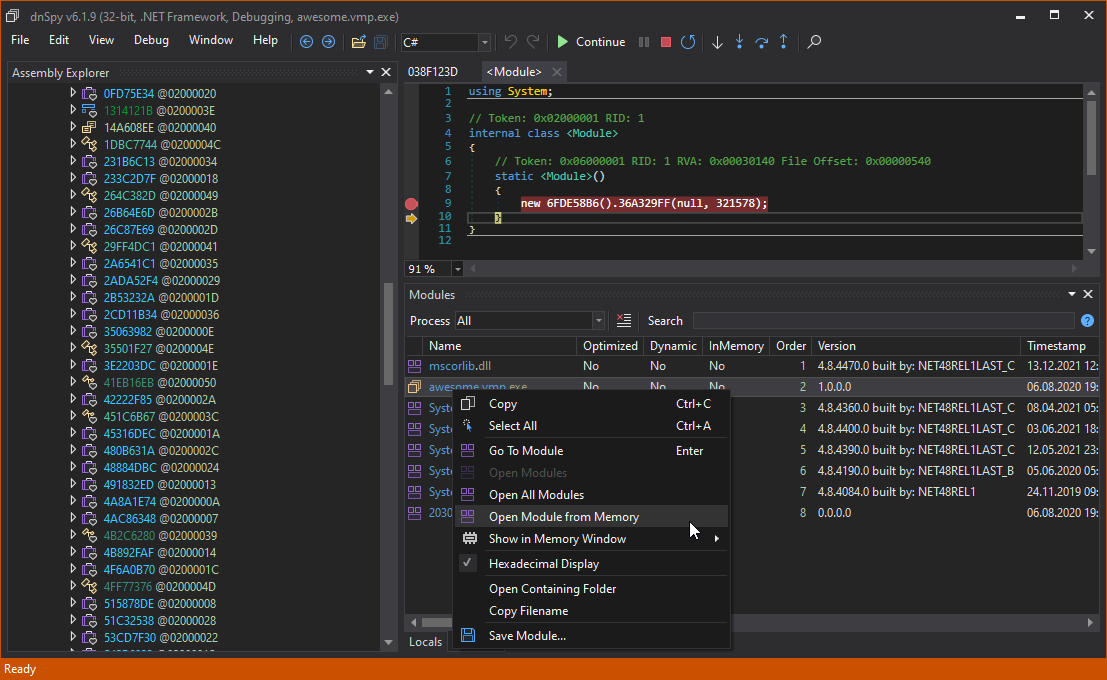 dnSpy v6.1.9 (32-bit, .NET Framework, Debugging, awesome.vmp.exe)
File Edit View Debug Window Help C# Continue
Assembly Explorer
0FD75E34 @02000020
1314121B @0200003E
14A608EE @02000040
1DBC7744 @0200004C
231B6C13 @02000034
233C2D7F @02000018
264C382D @02000049
26B64E6D @0200002B
26C87E69 @0200002D
29FF4DC1 @02000041
2A6541C1 @02000035
2ADA52F4 @02000029
2B53232A @0200001D
2CD11B34 @02000036
35063982 @0200000E
35501F27 @0200004E
3E2203DC @0200001E
41EB16EB @02000050
42222F85 @0200002A
451C6B67 @0200003C
45316DEC @0200001A
480B631A @0200002C
48884DBC @02000024
491832ED @02000013
4A8A1E74 @0200000A
4AC86348 @02000007
4B2C6280 @02000039
4B892FAF @02000014
4F6A0B70 @0200001C
4FF77376 @0200004D
515878DE @02000008
51C32538 @02000028
53CD7F30 @02000022
038F123D <Module>
1 using System;
2
3 // Token: 0x02000001 RID: 1
4 internal class <Module>
5 {
6 // Token: 0x06000001 RID: 1 RVA: 0x00030140 File Offset: 0x00000540
7 static <Module>()
8 {
9 new 6FDE58B6().36A329FF(null, 321578);
10 }
11 }
12
91 %
Modules
Process All Search
Name Optimized Dynamic InMemory Order Version Timestamp
mscorlib.dll No No No 1 4.8.4470.0 built by: NET48REL1LAST_C 13.12.2021 12:
awesome.vmp.exe No No No 2 1.0.0.0 06.08.2020 19:
Syst 3 4.8.4360.0 built by: NET48REL1LAST_C 08.04.2021 05:
Syst 4 4.8.4400.0 built by: NET48REL1LAST_C 03.06.2021 18:
Syst 5 4.8.4390.0 built by: NET48REL1LAST_C 12.05.2021 23:
Syst 6 4.8.4190.0 built by: NET48REL1LAST_B 05.06.2020 05:
Syst 7 4.8.4084.0 built by: NET48REL1 24.11.2019 09:
2030 8 0.0.0.0 06.08.2020 19:
Copy Ctrl+C
Select All Ctrl+A
Go To Module Enter
Open Modules
Open All Modules
Open Module from Memory
Show in Memory Window
Hexadecimal Display
Open Containing Folder
Copy Filename
Save Module...
Locals
Ready